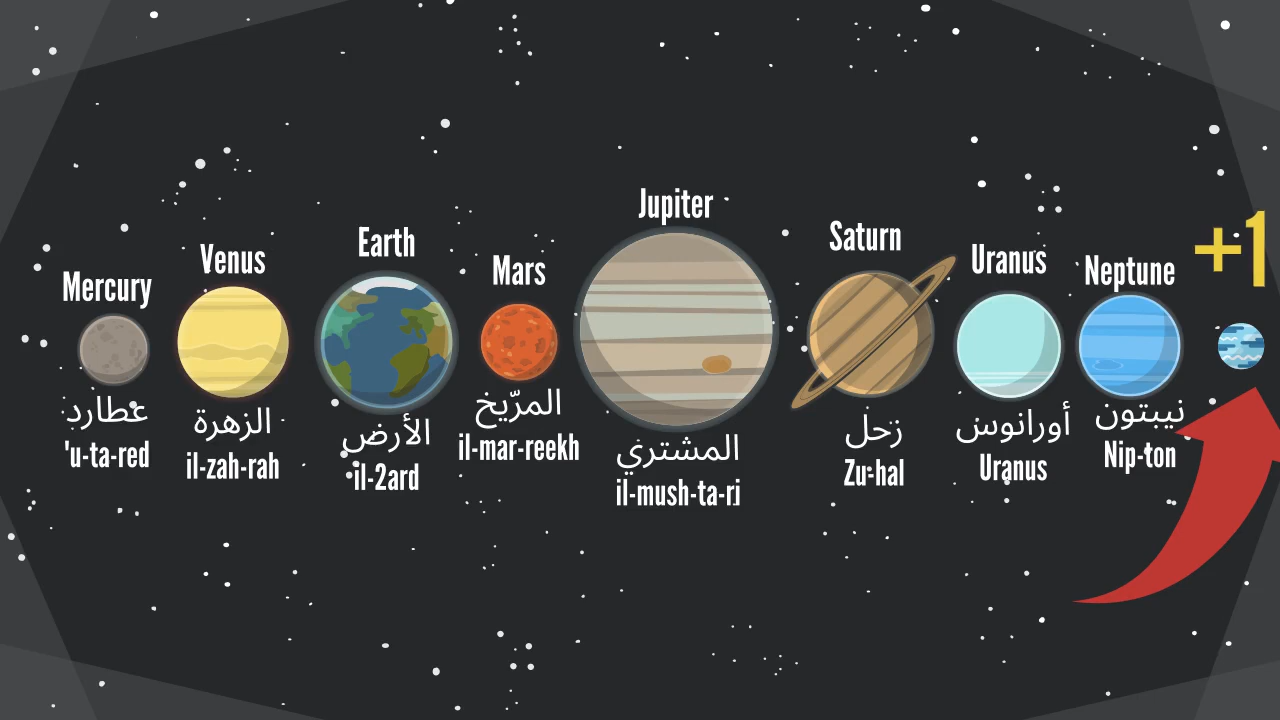 Mercury
عطارد
'u-ta-red
Venus
الزهرة
il-zah-rah
Earth
الأرض
il-2ard
Mars
المرّيخ
il-mar-reekh
Jupiter
المشتري
il-mush-ta-ri
Saturn
زحل
Zu-hal
Uranus
أورانوس
Uranus
Neptune
نيبتون
Nip-ton
+1